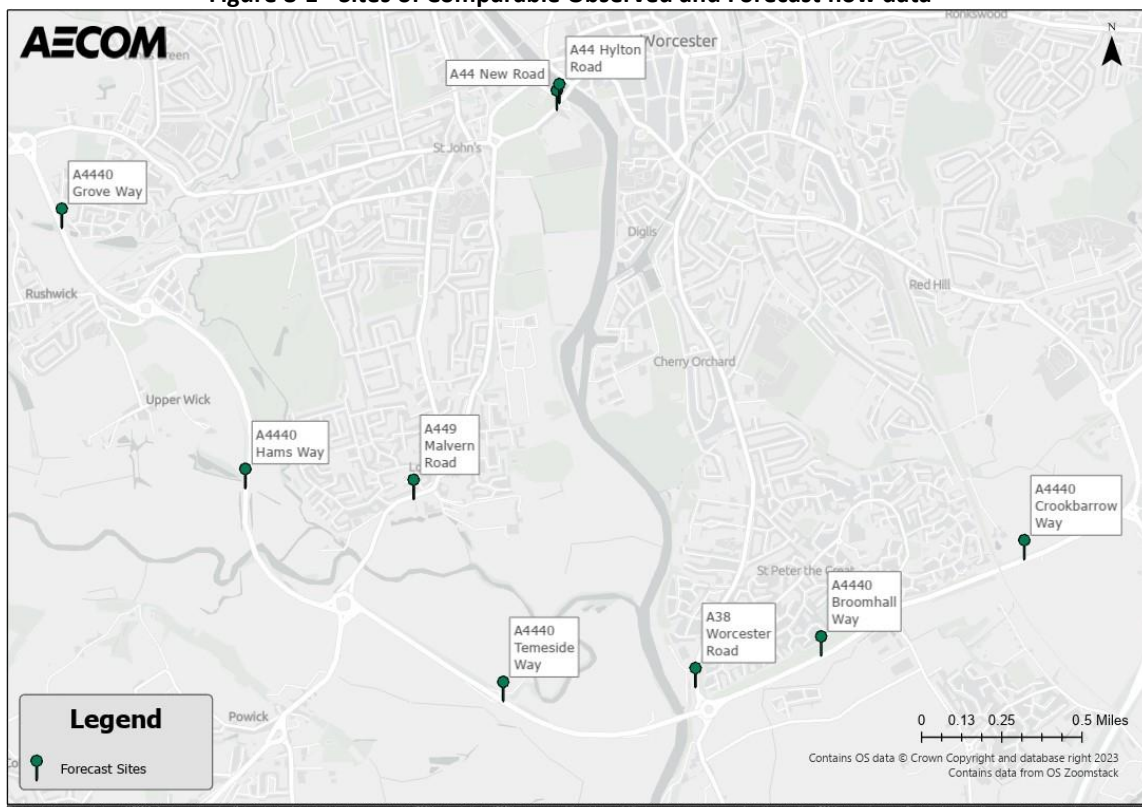 Figure 3-1 - Sites of Comparable Observed and Forecast flow data
AECOM
Green
Ronkswood
Worcester
N
A44 Hylton
Road
A44 New Road
St John's
A4440
Grove Way
Diglis
Rushwick
Red Hill
Cherry Orchard
Upper Wick
A4440
Hams Way
A449
Malvern
Road
A4440
Crookbarrow
Way
St Peter the Great
A4440
Broomhall
Way
A38
Worcester
Road
A4440
Temeside
Way
Powick
Legend
Forecast Sites
0 0.13 0.25 0.5 Miles
Contains OS data © Crown Copyright and database right 2023
Contains data from OS Zoomstack